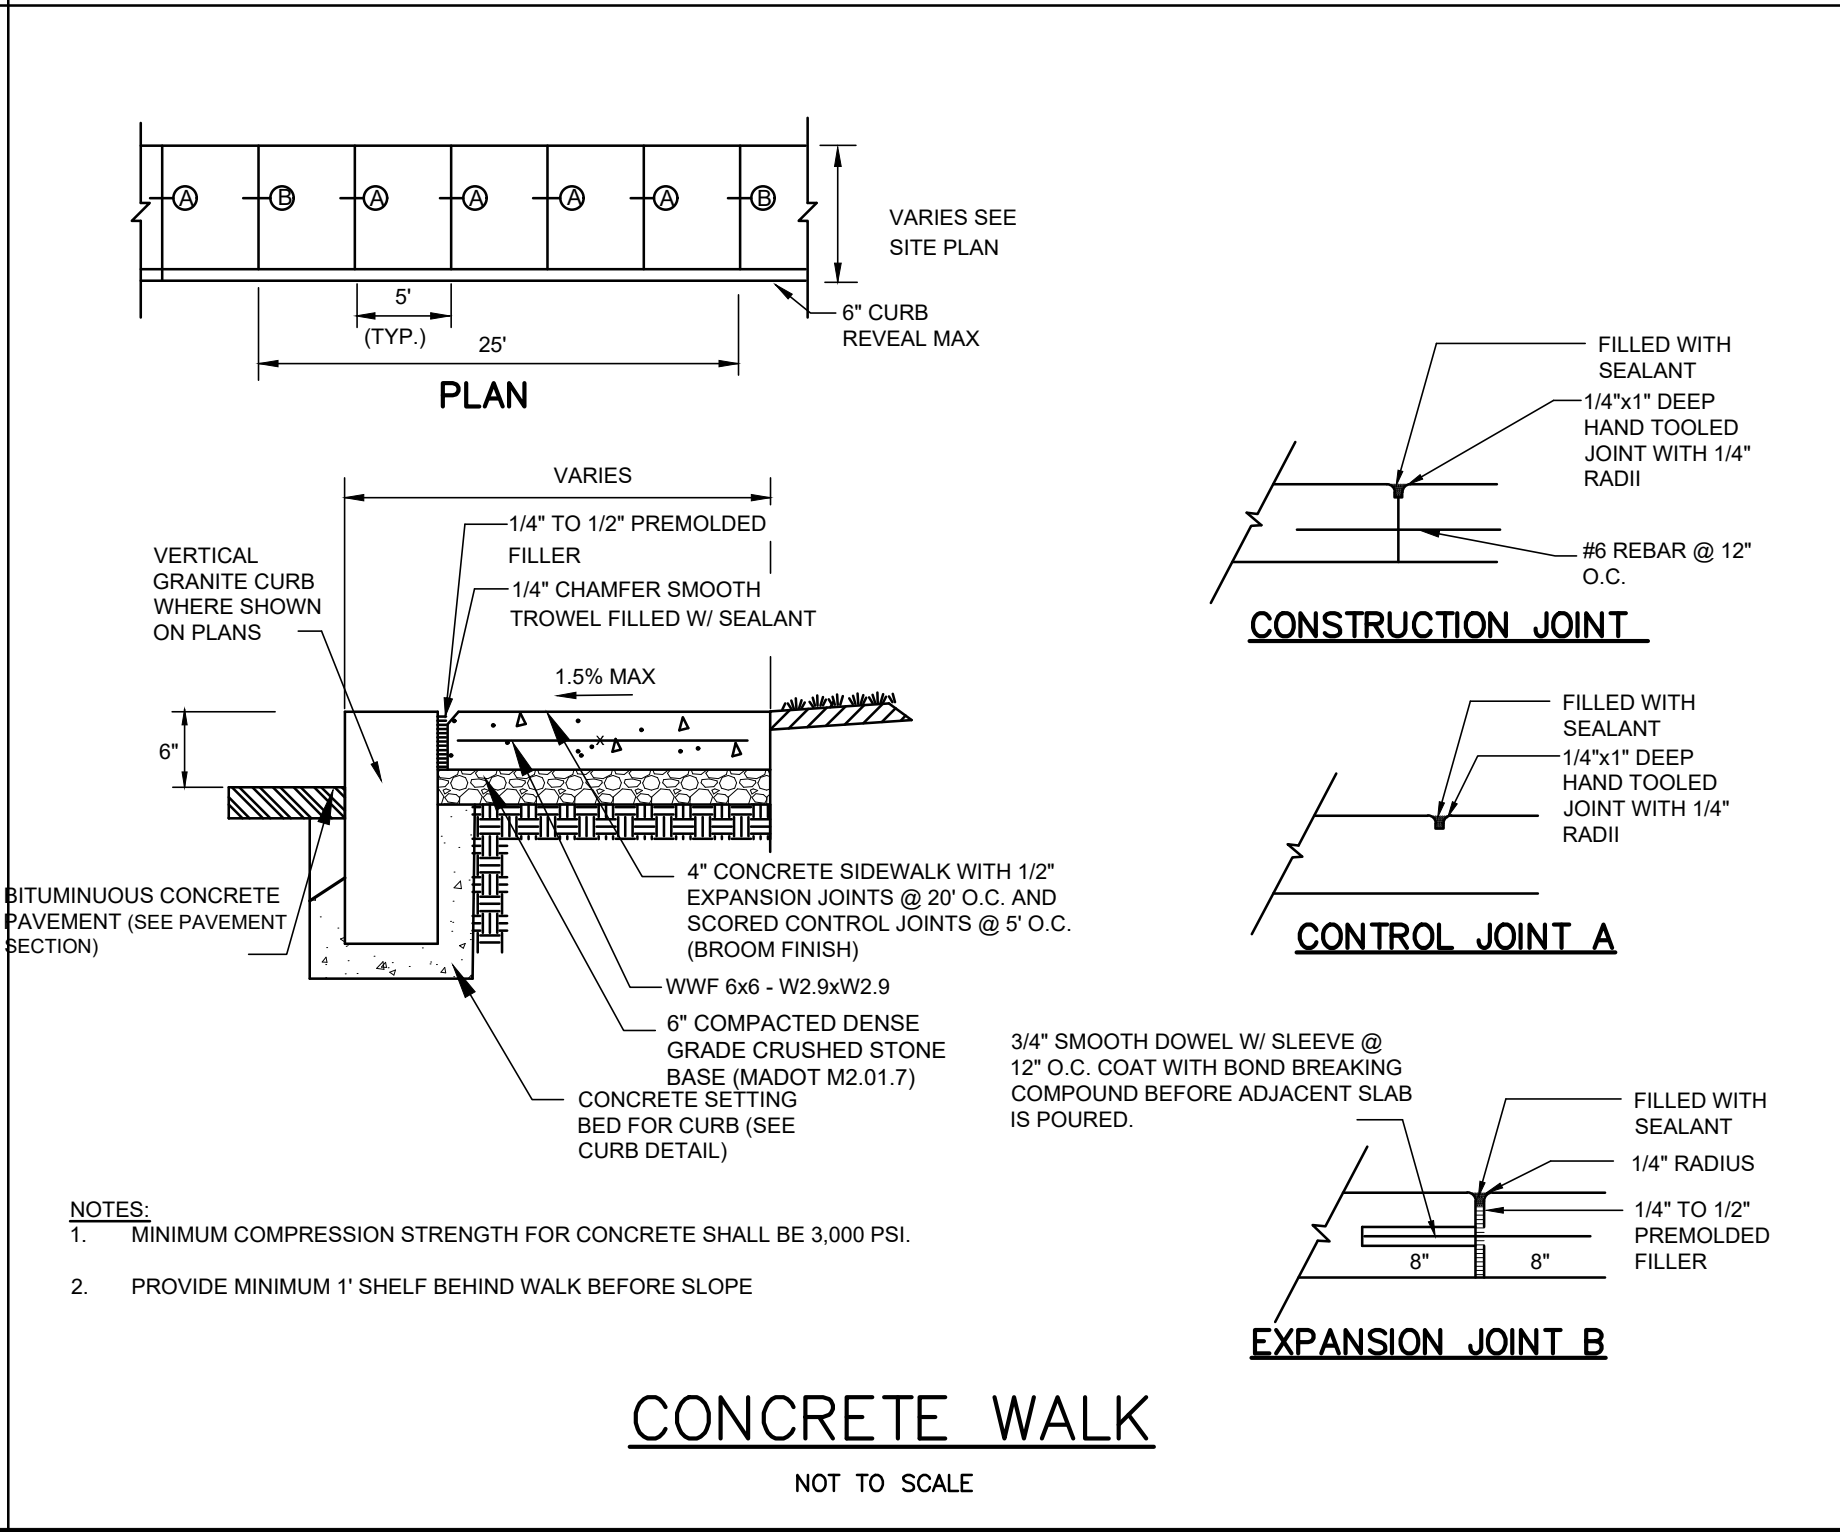 A
B
A
A
A
A
B
VARIES SEE
SITE PLAN
5'
(TYP.)
25'
6" CURB
REVEAL MAX
PLAN
VARIES
1/4" TO 1/2" PREMOLDED
FILLER
1/4" CHAMFER SMOOTH
TROWEL FILLED W/ SEALANT
VERTICAL
GRANITE CURB
WHERE SHOWN
ON PLANS
1.5% MAX
6"
x
BITUMINUOUS CONCRETE
PAVEMENT (SEE PAVEMENT
SECTION)
4" CONCRETE SIDEWALK WITH 1/2"
EXPANSION JOINTS @ 20' O.C. AND
SCORED CONTROL JOINTS @ 5' O.C.
(BROOM FINISH)
WWF 6x6 - W2.9xW2.9
6" COMPACTED DENSE
GRADE CRUSHED STONE
BASE (MADOT M2.01.7)
CONCRETE SETTING
BED FOR CURB (SEE
CURB DETAIL)
NOTES:
1. MINIMUM COMPRESSION STRENGTH FOR CONCRETE SHALL BE 3,000 PSI.
2. PROVIDE MINIMUM 1' SHELF BEHIND WALK BEFORE SLOPE
FILLED WITH
SEALANT
1/4"x1" DEEP
HAND TOOLED
JOINT WITH 1/4"
RADII
#6 REBAR @ 12"
O.C.
CONSTRUCTION JOINT
FILLED WITH
SEALANT
1/4"x1" DEEP
HAND TOOLED
JOINT WITH 1/4"
RADII
CONTROL JOINT A
3/4" SMOOTH DOWEL W/ SLEEVE @
12" O.C. COAT WITH BOND BREAKING
COMPOUND BEFORE ADJACENT SLAB
IS POURED.
FILLED WITH
SEALANT
1/4" RADIUS
1/4" TO 1/2"
PREMOLDED
FILLER
8"
8"
EXPANSION JOINT B
CONCRETE WALK
NOT TO SCALE